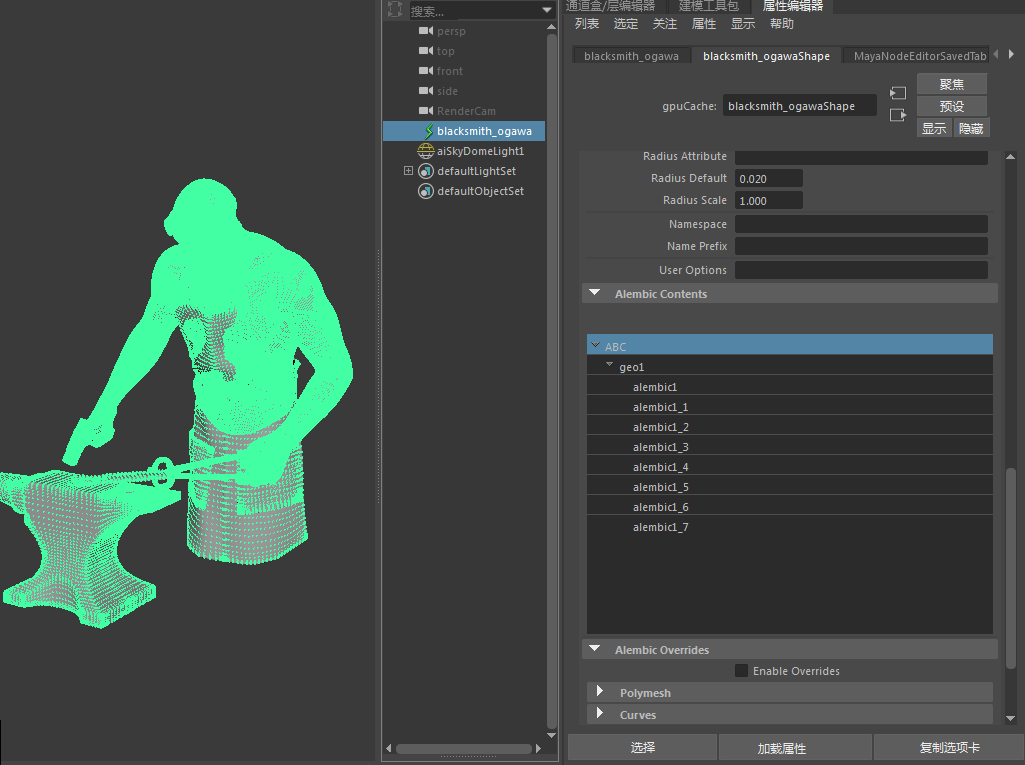 搜索...
persp
top
front
side
RenderCam
blacksmith_ogawa
aiSkyDomeLight1
defaultLightSet
defaultObjectSet
通道盒/层编辑器 建模工具包 属性编辑器
列表 选定 关注 属性 显示 帮助
blacksmith_ogawa blacksmith_ogawaShape MayaNodeEditorSavedTab
聚焦
gpuCache: blacksmith_ogawaShape 预设
显示 隐藏
Radius Attribute
Radius Default 0.020
Radius Scale 1.000
Namespace
Name Prefix
User Options
Alembic Contents
ABC
geo1
alembic1
alembic1_1
alembic1_2
alembic1_3
alembic1_4
alembic1_5
alembic1_6
alembic1_7
Alembic Overrides
Enable Overrides
Polymesh
Curves
选择 加载属性 复制选项卡